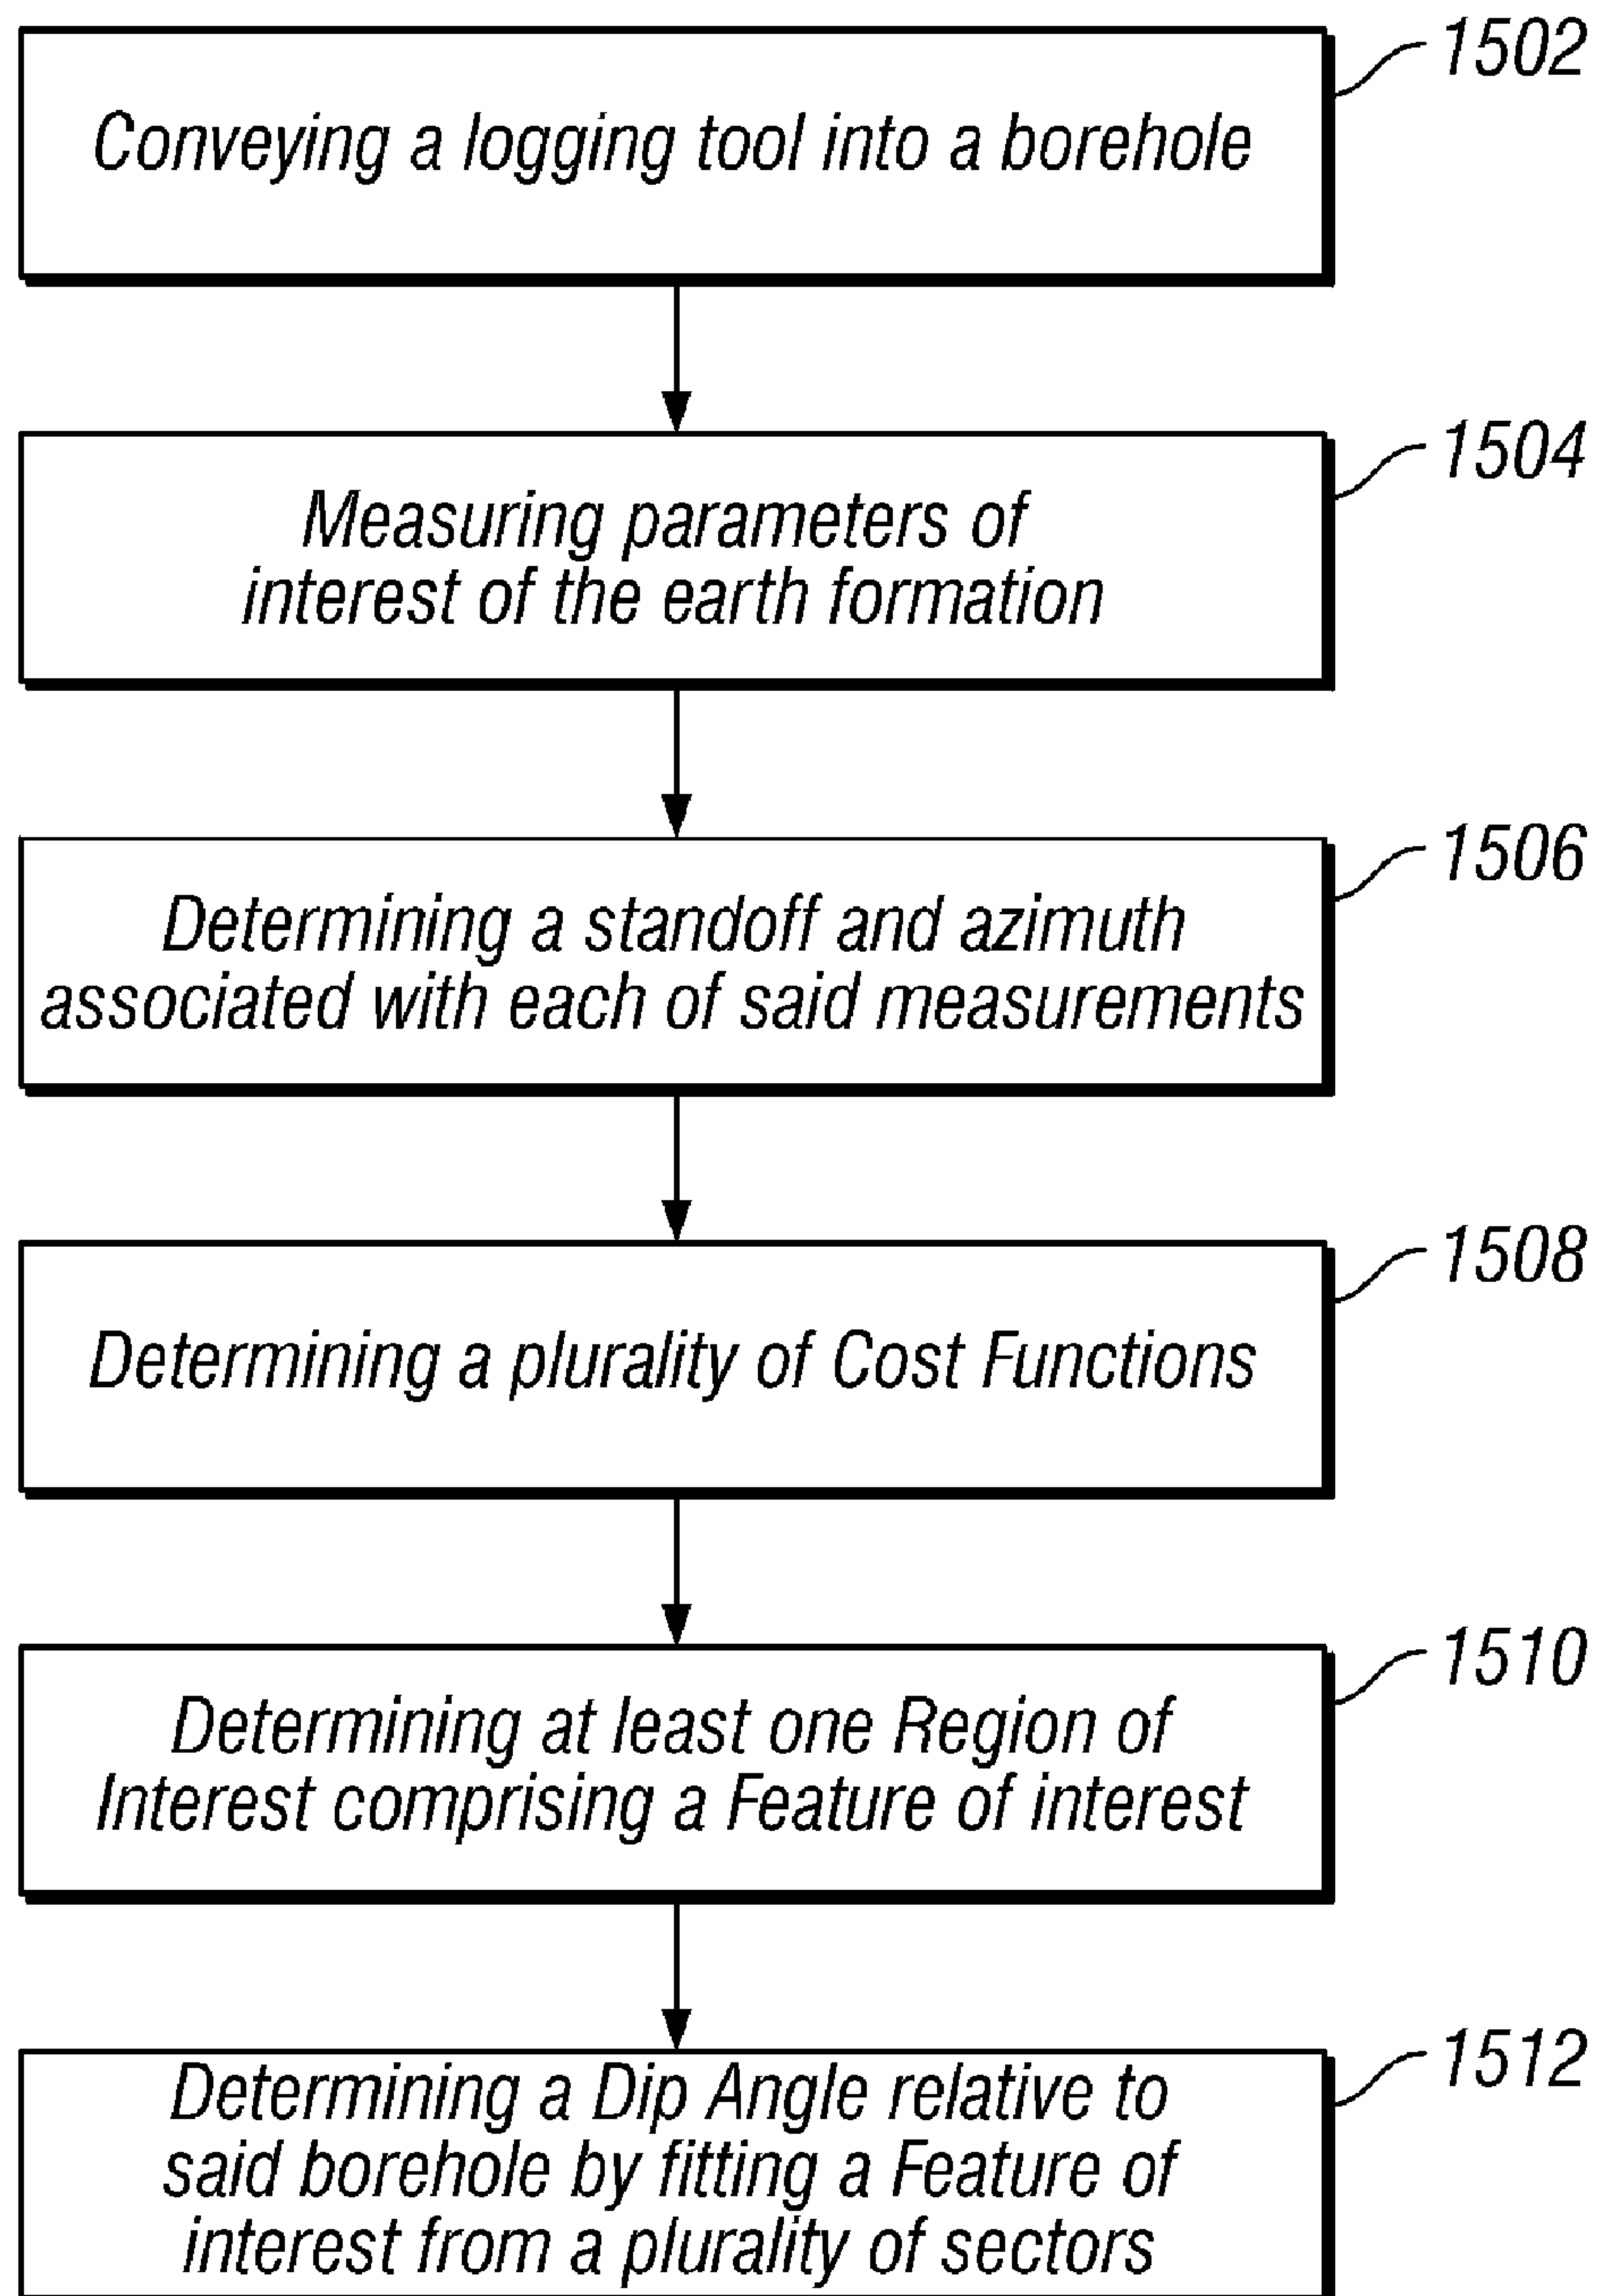 1502
Conveying a logging tool into a borehole
1504
Measuring parameters of
interest of the earth formation
1506
Determining a standoff and azimuth
associated with each of said measurements
1508
Determining a plurality of Cost Functions
1510
Determining at least one Region of
Interest comprising a Feature of interest
1512
Determining a Dip Angle relative to
said borehole by fitting a Feature of
interest from a plurality of sectors